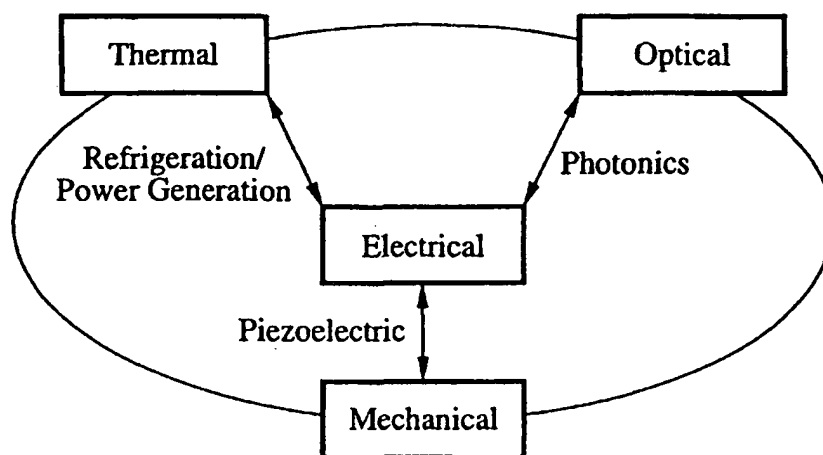 Thermal
Optical
Refrigeration/
Power Generation
Photonics
Electrical
Piezoelectric
Mechanical